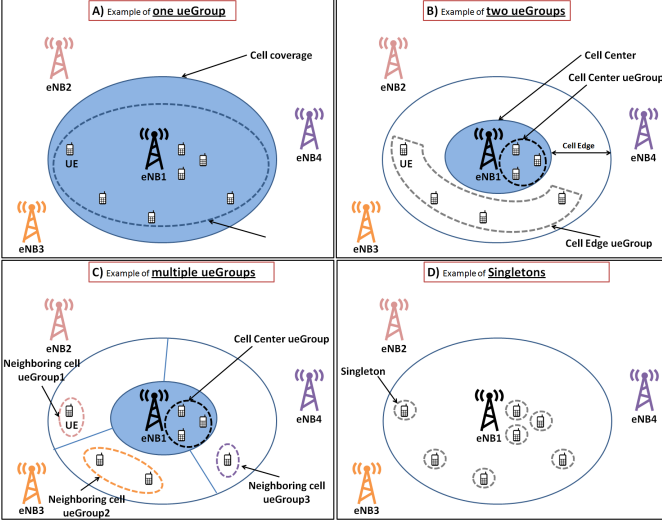 A) Example of one ueGroup
Cell coverage
eNB2
eNB4
UE
eNB1
eNB3
B) Example of two ueGroups
Cell Center
Cell Center ueGroup
eNB2
eNB4
Cell Edge
UE
eNB1
eNB3
Cell Edge ueGroup
C) Example of multiple ueGroups
eNB2
Cell Center ueGroup
Neighboring cell
ueGroup1
eNB4
UE
eNB1
eNB3
Neighboring cell
ueGroup2
Neighboring cell
ueGroup3
D) Example of Singletons
eNB2
Singleton
eNB4
eNB1
eNB3